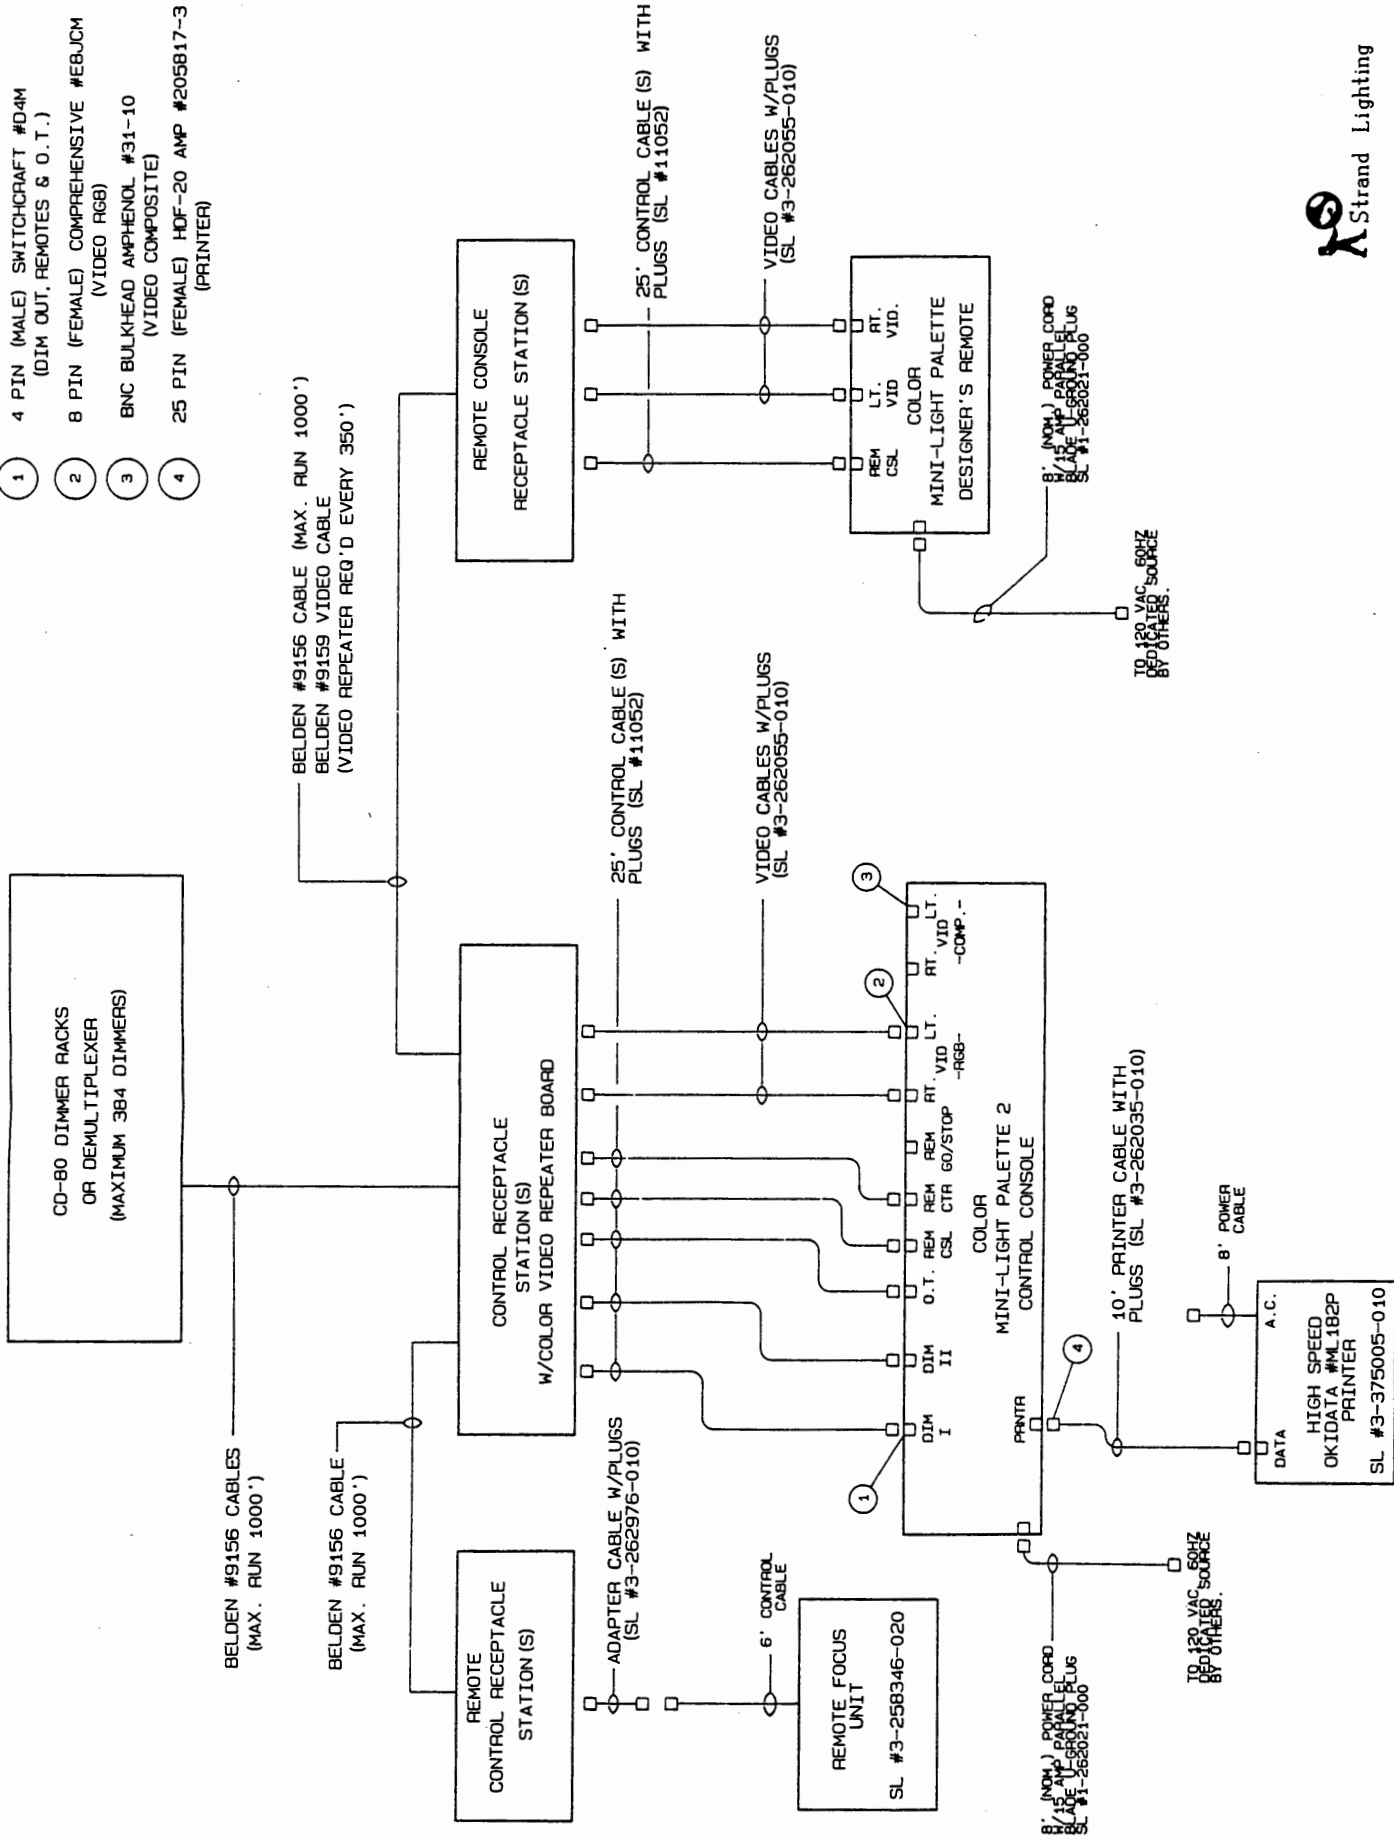 1
4 PIN (MALE) SWITCHCRAFT #D4M
(DIM OUT, REMOTES & O.T.)
2
8 PIN (FEMALE) COMPREHENSIVE #E8JCM
(VIDEO RGB)
3
BNC BULKHEAD AMPHENOL #31-10
(VIDEO COMPOSITE)
4
25 PIN (FEMALE) HDF-20 AMP #205817-3
(PRINTER)
CD-80 DIMMER RACKS
OR DEMULTIPLEXER
(MAXIMUM 384 DIMMERS)
BELDEN #9156 CABLES
(MAX. RUN 1000')
BELDEN #9156 CABLE
(MAX. RUN 1000')
BELDEN #9156 CABLE (MAX. RUN 1000')
BELDEN #9159 VIDEO CABLE
(VIDEO REPEATER REQ'D EVERY 350')
REMOTE
CONTROL RECEPTACLE
STATION(S)
CONTROL RECEPTACLE
STATION(S)
W/COLOR VIDEO REPEATER BOARD
REMOTE CONSOLE
RECEPTACLE STATION(S)
ADAPTER CABLE W/PLUGS
(SL #3-262976-010)
25' CONTROL CABLE(S) WITH
PLUGS (SL #11052)
VIDEO CABLES W/PLUGS
(SL #3-262055-010)
25' CONTROL CABLE(S) WITH
PLUGS (SL #11052)
VIDEO CABLES W/PLUGS
(SL #3-262055-010)
6' CONTROL
CABLE
REMOTE FOCUS
UNIT
SL #3-258346-020
1
2
3
DIM
I
DIM
II
O.T.
REM
CSL
REM
CTR
REM
GO/STOP
RT.
VID
LT.
-RGB-
RT.
VID
LT.
-COMP.-
COLOR
MINI-LIGHT PALETTE 2
CONTROL CONSOLE
PRNTR
4
REM
CSL
LT.
VID
RT.
VID.
COLOR
MINI-LIGHT PALETTE
DESIGNER'S REMOTE
8' (NOM.) POWER CORD
W/15 AMP PARALLEL
BLADE U-GROUND PLUG
SL #1-262021-000
TO 120 VAC, 60HZ
DEDICATED SOURCE
BY OTHERS.
8' (NOM.) POWER CORD
W/15 AMP PARALLEL
BLADE U-GROUND PLUG
SL #1-262021-000
TO 120 VAC, 60HZ
DEDICATED SOURCE
BY OTHERS.
10' PRINTER CABLE WITH
PLUGS (SL #3-262035-010)
8' POWER
CABLE
DATA
A.C.
HIGH SPEED
OKIDATA #ML182P
PRINTER
SL #3-375005-010
Strand Lighting